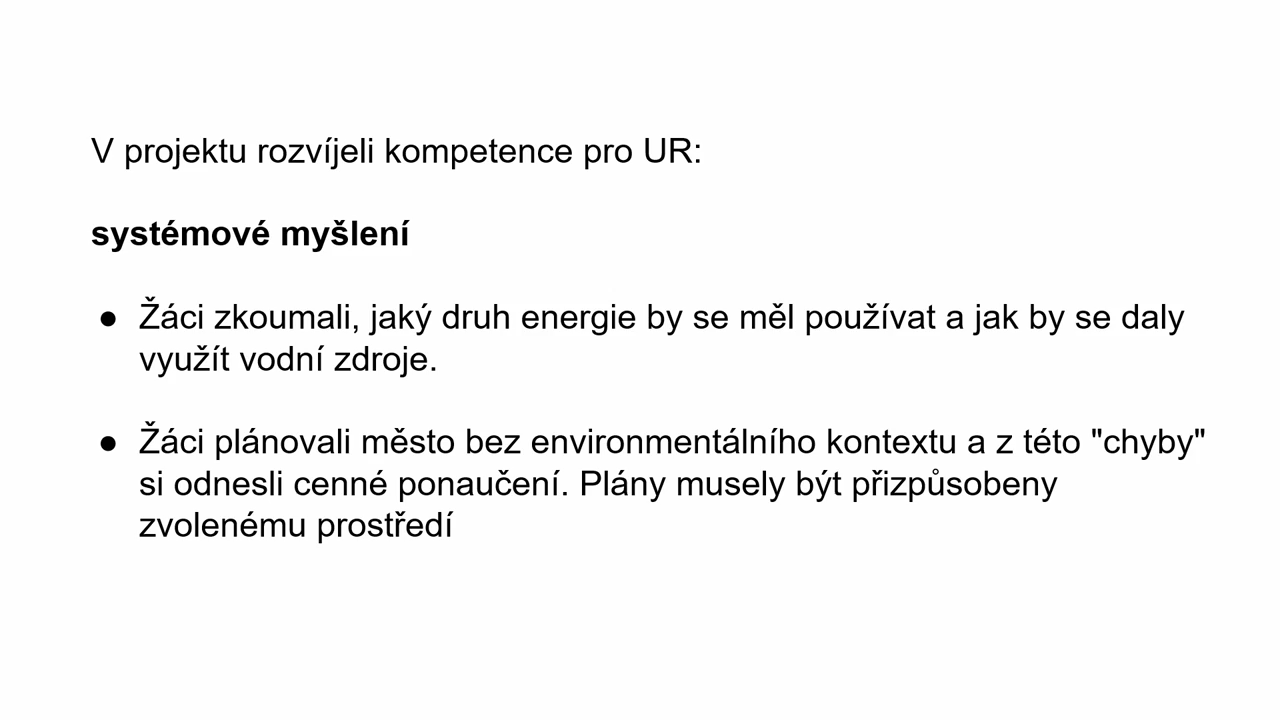 V projektu rozvíjeli kompetence pro UR:
systémové myšlení
● Žáci zkoumali, jaký druh energie by se měl používat a jak by se daly
využít vodní zdroje.
● Žáci plánovali město bez environmentálního kontextu a z této "chyby"
si odnesli cenné ponaučení. Plány musely být přizpůsobeny
zvolenému prostředí